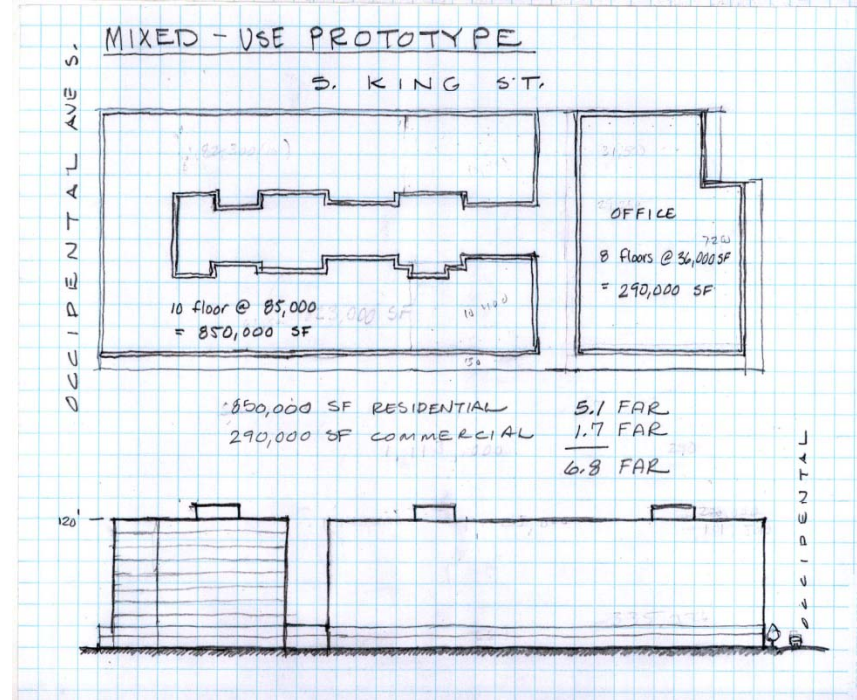 MIXED-USE PROTOTYPE
S. KING ST.
OCCIDENTAL AVE S.
OFFICE
7200
8 floors @ 36,000 SF
= 290,000 SF
10 floor @ 85,000
= 850,000 SF
850,000 SF RESIDENTIAL 5.1 FAR
290,000 SF COMMERCIAL 1.7 FAR
6.8 FAR
120'
OCCIDENTAL